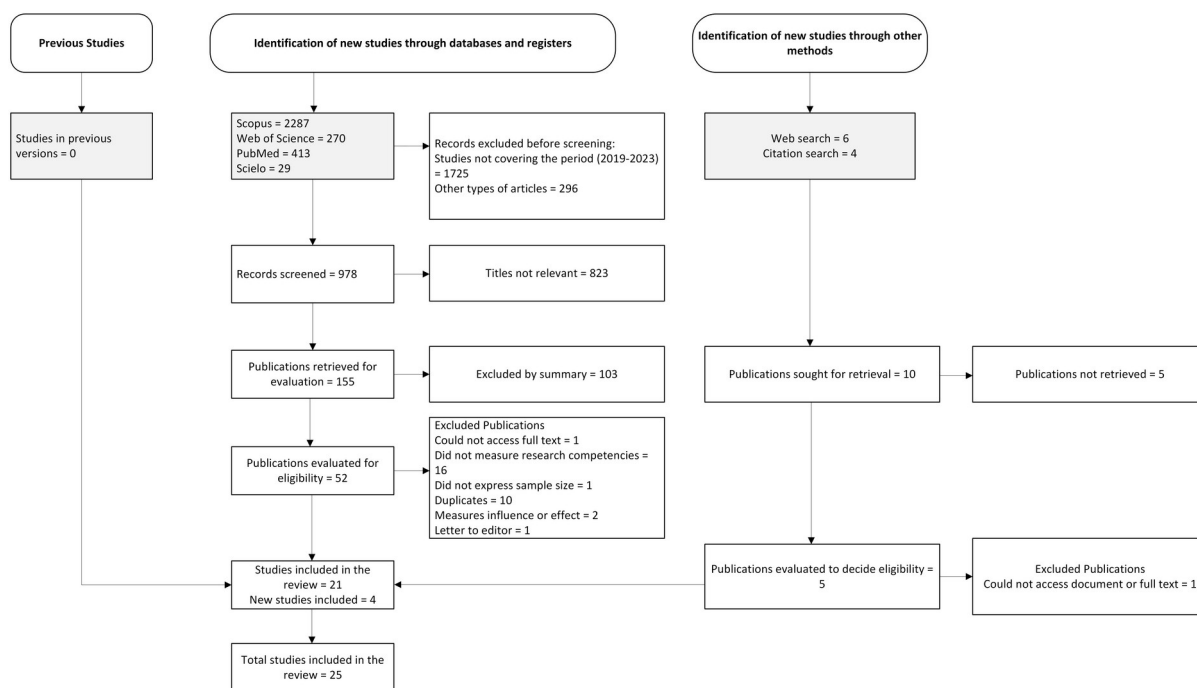 Previous Studies
Identification of new studies through databases and registers
Identification of new studies through other
methods
Studies in previous
versions = 0
Scopus = 2287
Web of Science = 270
PubMed = 413
Scielo = 29
Records excluded before screening:
Studies not covering the period (2019-2023)
= 1725
Other types of articles = 296
Web search = 6
Citation search = 4
Records screened = 978
Titles not relevant = 823
Publications retrieved for
evaluation = 155
Excluded by summary = 103
Publications sought for retrieval = 10
Publications not retrieved = 5
Publications evaluated for
eligibility = 52
Excluded Publications
Could not access full text = 1
Did not measure research competencies =
16
Did not express sample size = 1
Duplicates = 10
Measures influence or effect = 2
Letter to editor = 1
Studies included in the
review = 21
New studies included = 4
Publications evaluated to decide eligibility =
5
Excluded Publications
Could not access document or full text = 1
Total studies included in the
review = 25